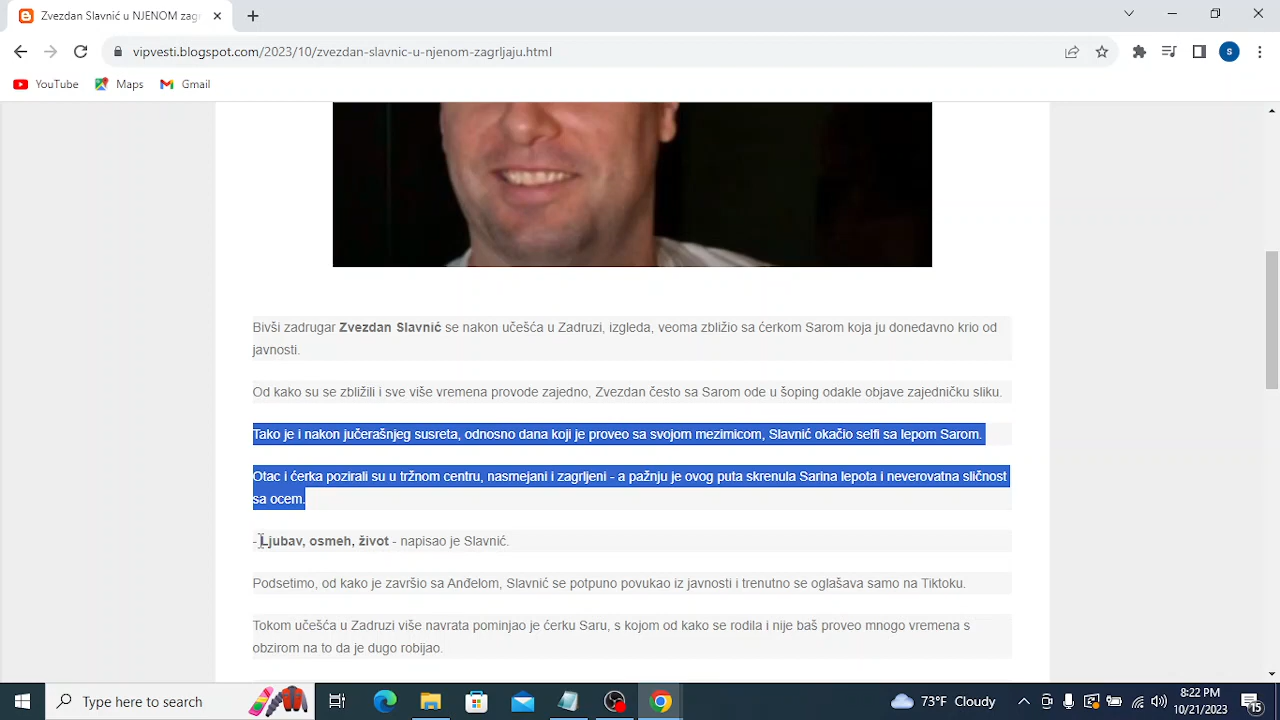 Zvezdan Slavnić u NJENOM zagr
vipvesti.blogspot.com/2023/10/zvezdan-slavnic-u-njenom-zagrljaju.html
S
YouTube
Maps
Gmail
Bivši zadrugar Zvezdan Slavnić se nakon učešća u Zadruzi, izgleda, veoma zbližio sa ćerkom Sarom koja ju donedavno krio od
javnosti.
Od kako su se zbližili i sve više vremena provode zajedno, Zvezdan često sa Sarom ode u šoping odakle objave zajedničku sliku.
Tako je i nakon jučerašnjeg susreta, odnosno dana koji je proveo sa svojom mezimicom, Slavnić okačio selfi sa lepom Sarom.
Otac i ćerka pozirali su u tržnom centru, nasmejani i zagrljeni - a pažnju je ovog puta skrenula Sarina lepota i neverovatna sličnost
sa ocem.
- Ljubav, osmeh, život - napisao je Slavnić.
Podsetimo, od kako je završio sa Anđelom, Slavnić se potpuno povukao iz javnosti i trenutno se oglašava samo na Tiktoku.
Tokom učešća u Zadruzi više navrata pominjao je ćerku Saru, s kojom od kako se rodila i nije baš proveo mnogo vremena s
obzirom na to da je dugo robijao.
Type here to search
73°F Cloudy
8:22 PM
10/21/2023
15